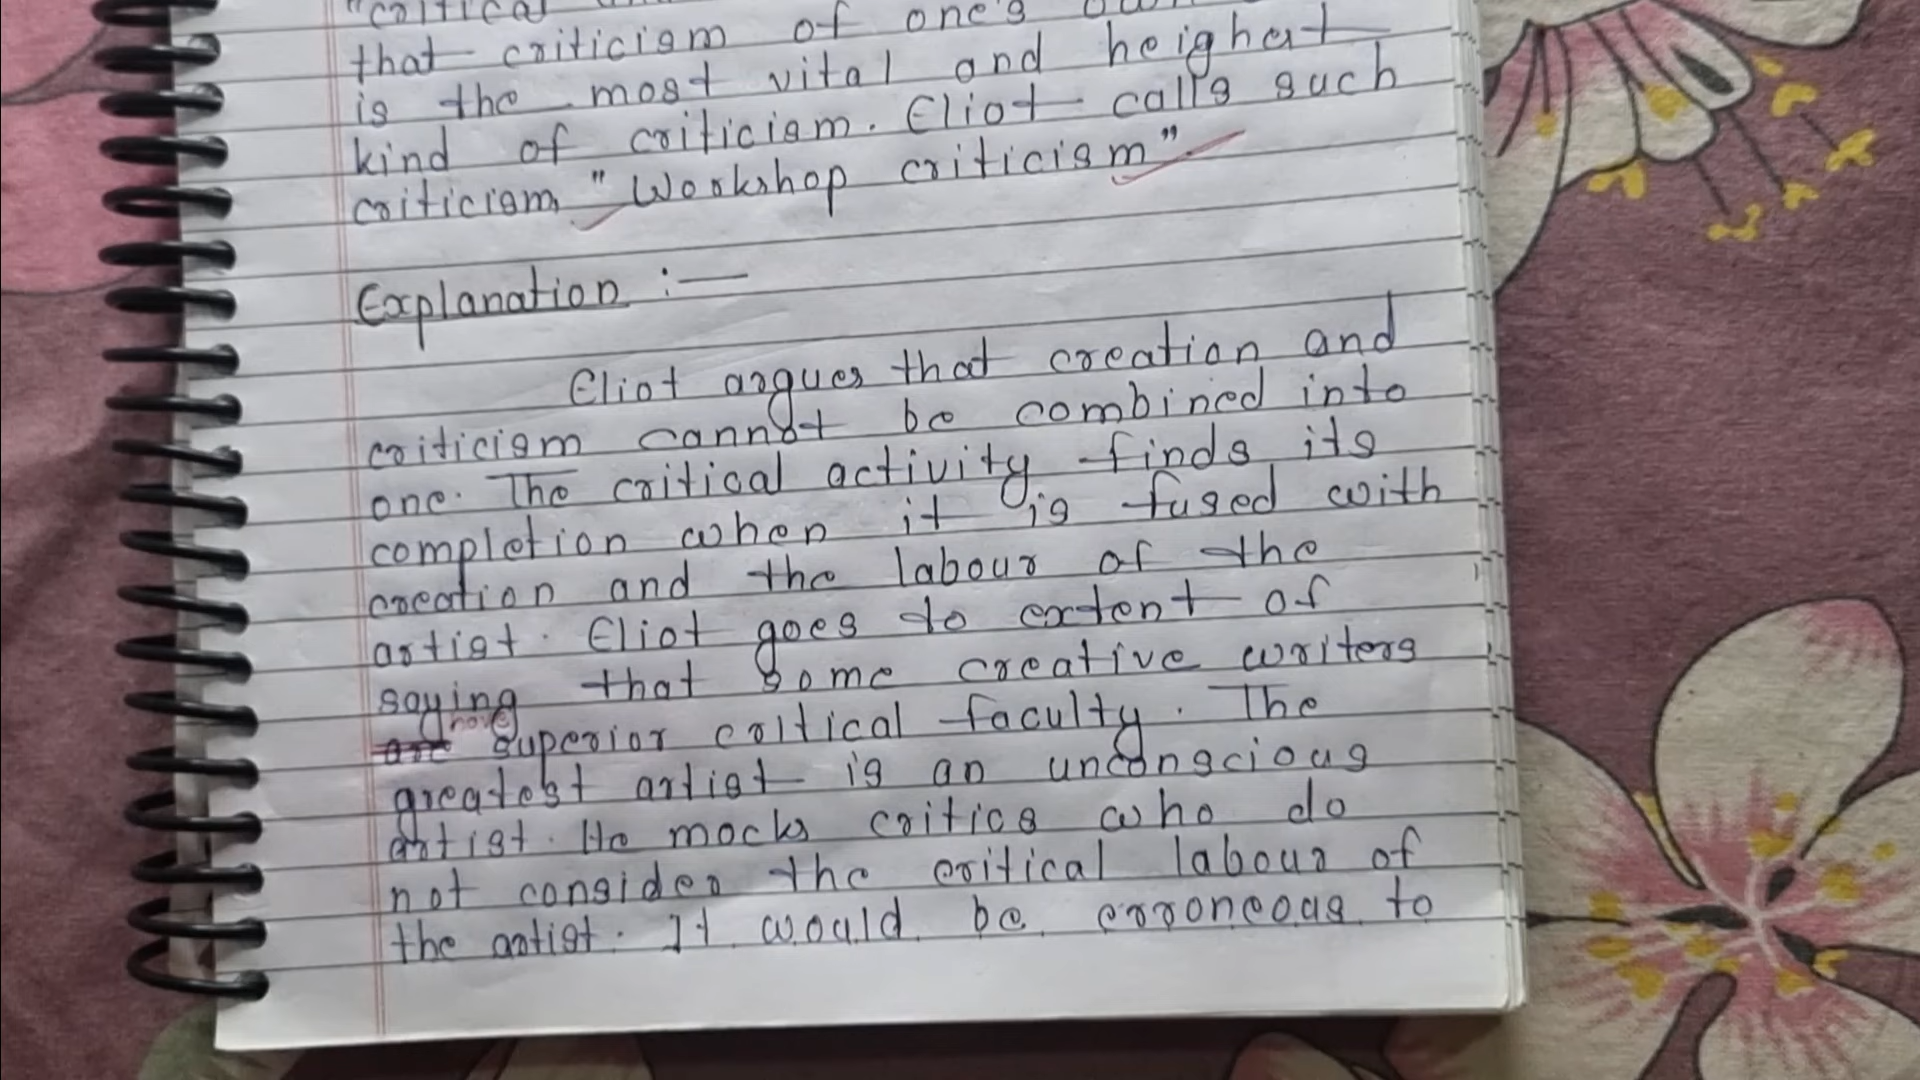 "critical
that criticism of one's own
is the most vital and heighest
kind of criticism. Eliot calls such
criticism "Workshop criticism"
Explanation :—
Eliot argues that creation and
criticism cannot be combined into
one. The critical activity finds its
completion when it is fused with
creation and the labour of the
artist. Eliot goes to extent of
saying that some creative writers
are have superior critical faculty. The
greatest artist is an unconscious
artist. He mocks critics who do
not consider the critical labour of
the artist. It would be erroneous to